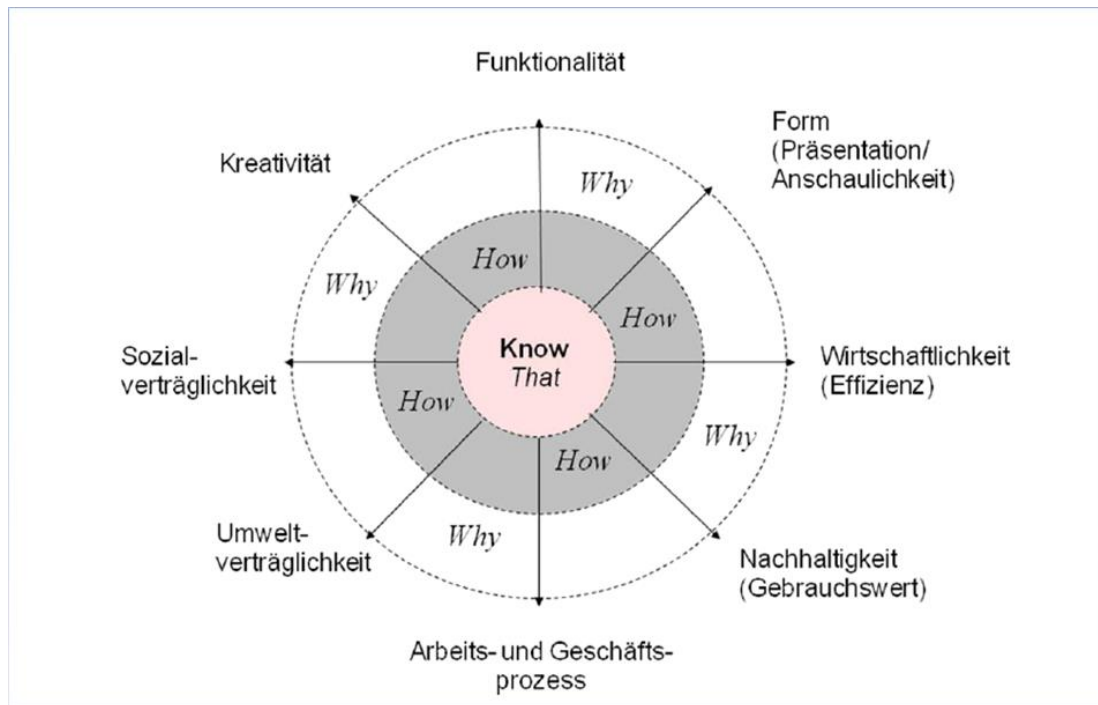 Funktionalität
Form
(Präsentation/
Anschaulichkeit)
Kreativität
Why
How
Why
How
Know
That
Sozial-
verträglichkeit
Wirtschaftlichkeit
(Effizienz)
How
Why
How
Why
Umwelt-
verträglichkeit
Nachhaltigkeit
(Gebrauchswert)
Arbeits- und Geschäfts-
prozess